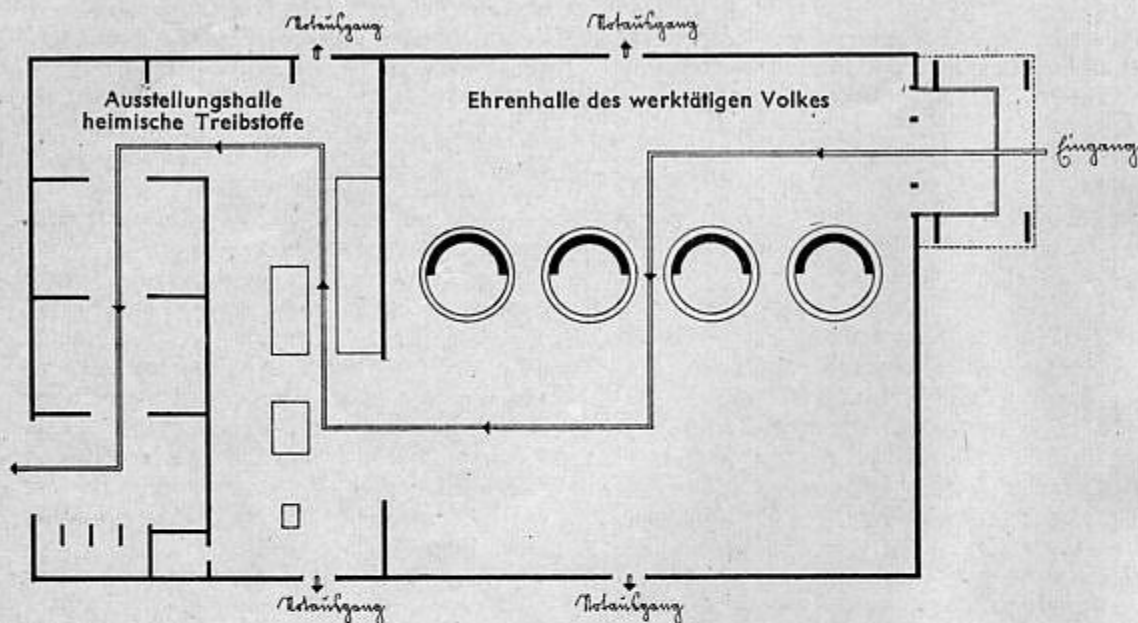 Notausgang
Notausgang
Ausstellungshalle
heimische Treibstoffe
Ehrenhalle des werktätigen Volkes
Eingang
Notausgang
Notausgang